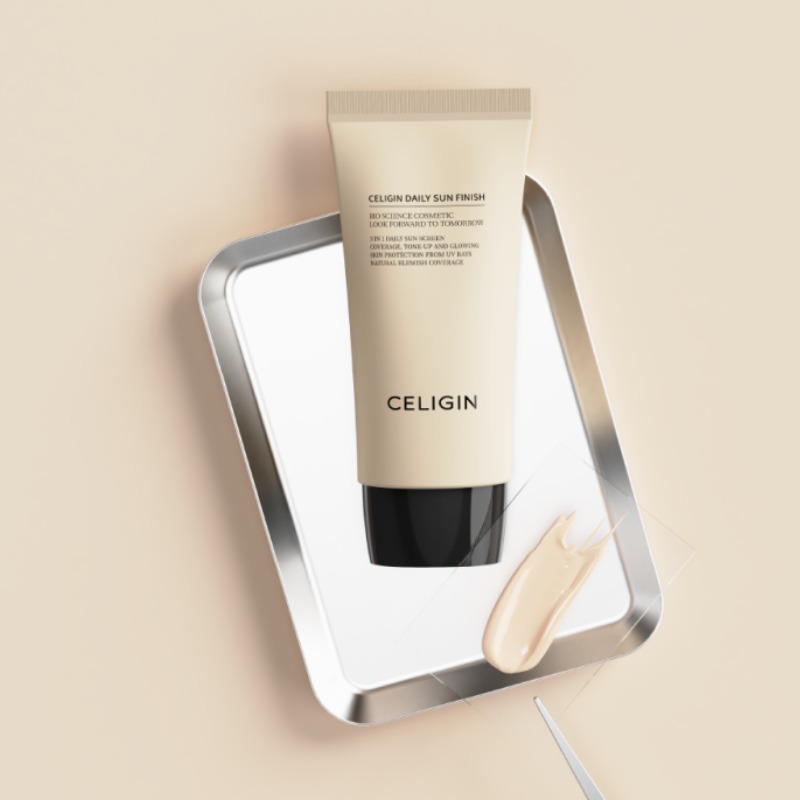 CELIGIN DAILY SUN FINISH
BIO SCIENCE COSMETIC
LOOK FORWARD TO TOMORROW
3 IN 1 DAILY SUN SCREEN
COVERAGE, TONE UP AND GLOWING
SKIN PROTECTION FROM UV RAYS
NATURAL BLEMISH COVERAGE
CELIGIN